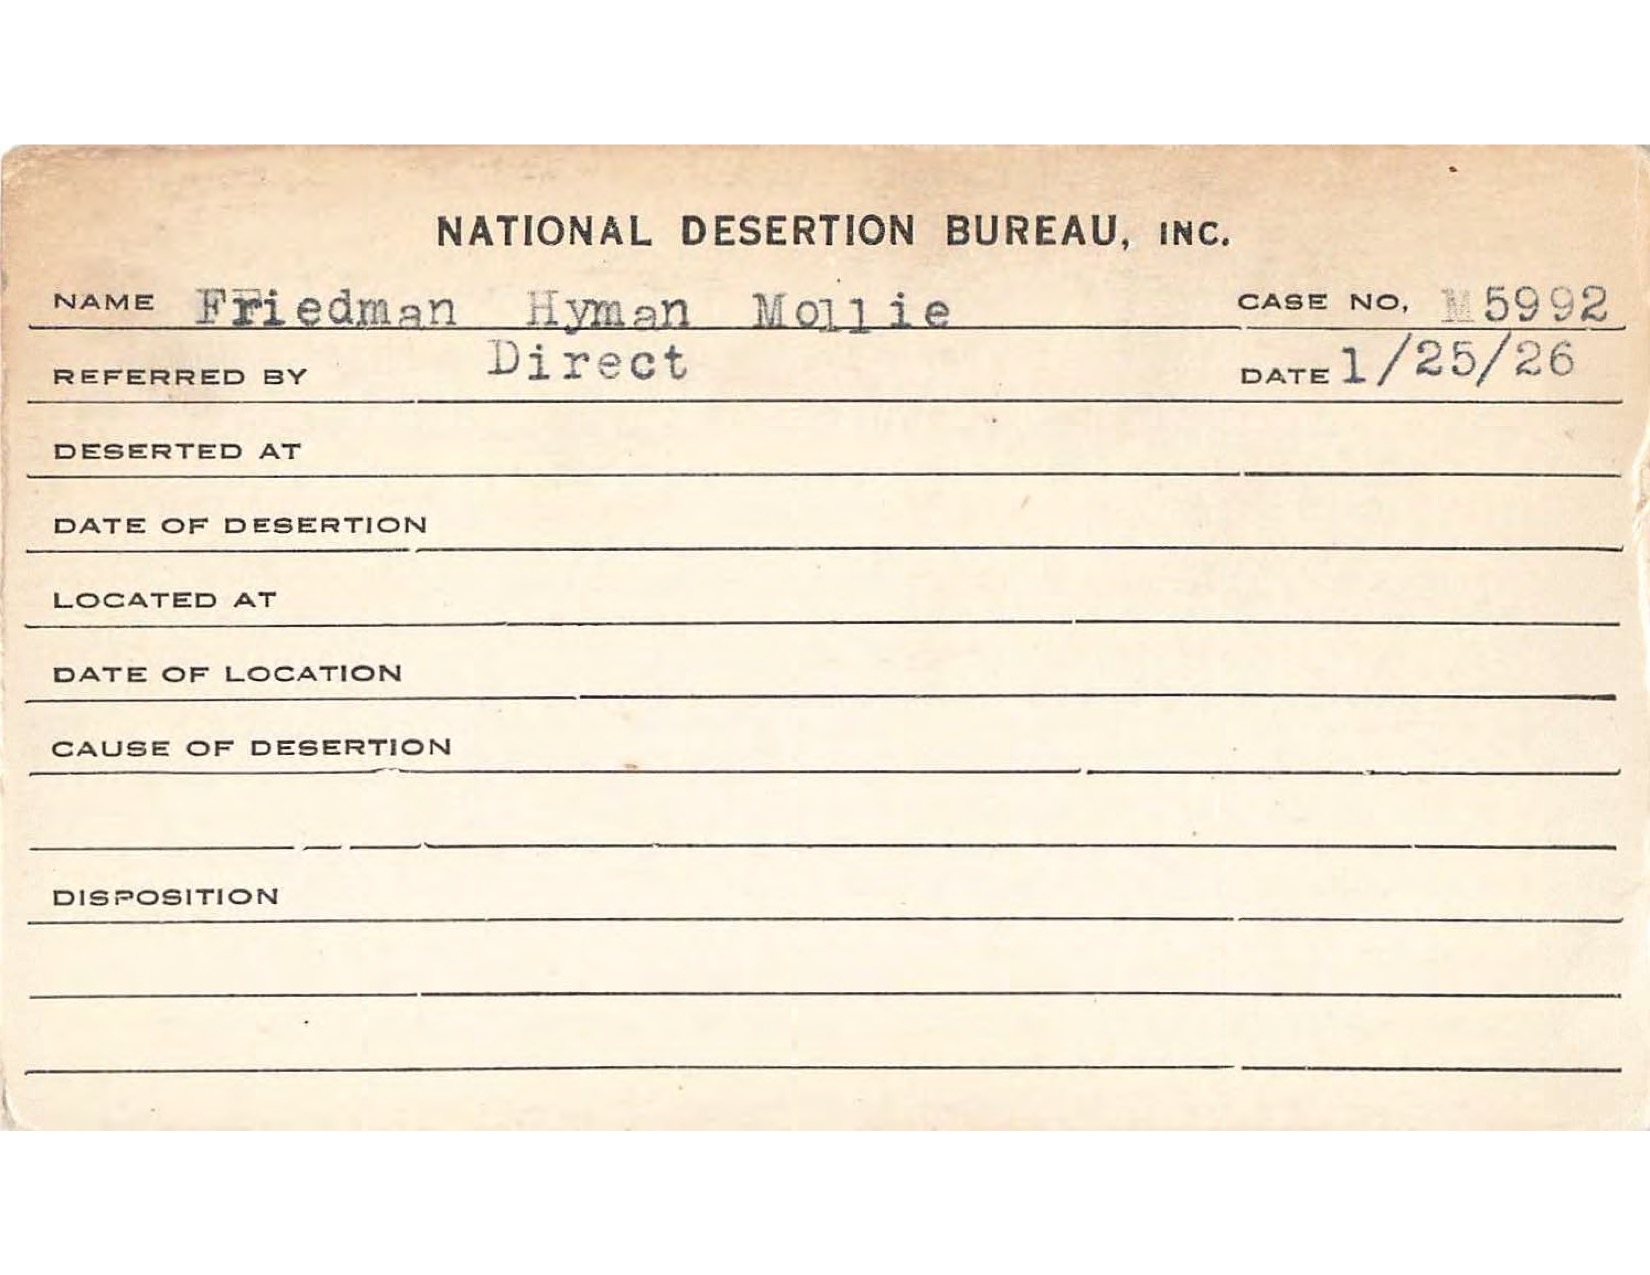 NATIONAL DESERTION BUREAU, INC.
NAME Friedman Hyman Mollie CASE NO, M5992
REFERRED BY Direct DATE 1/25/26
DESERTED AT
DATE OF DESERTION
LOCATED AT
DATE OF LOCATION
CAUSE OF DESERTION
DISPOSITION